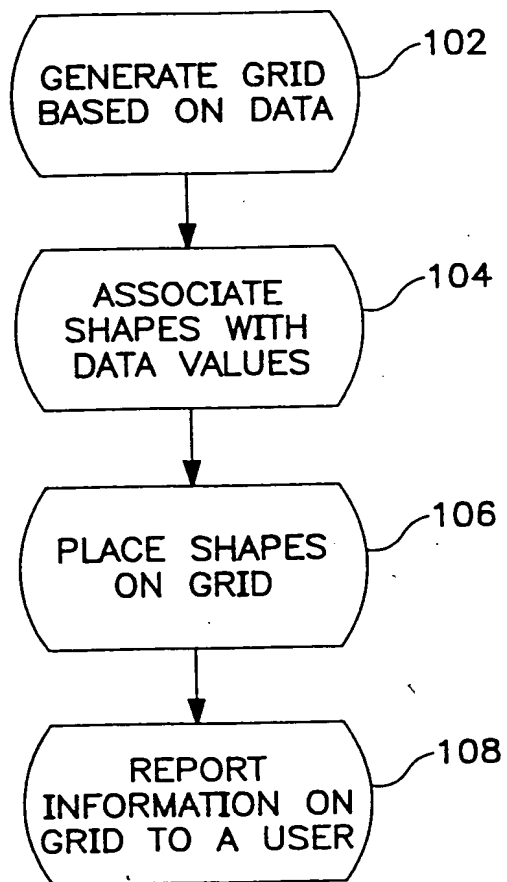 102
GENERATE GRID
BASED ON DATA
104
ASSOCIATE
SHAPES WITH
DATA VALUES
106
PLACE SHAPES
ON GRID
108
REPORT
INFORMATION ON
GRID TO A USER